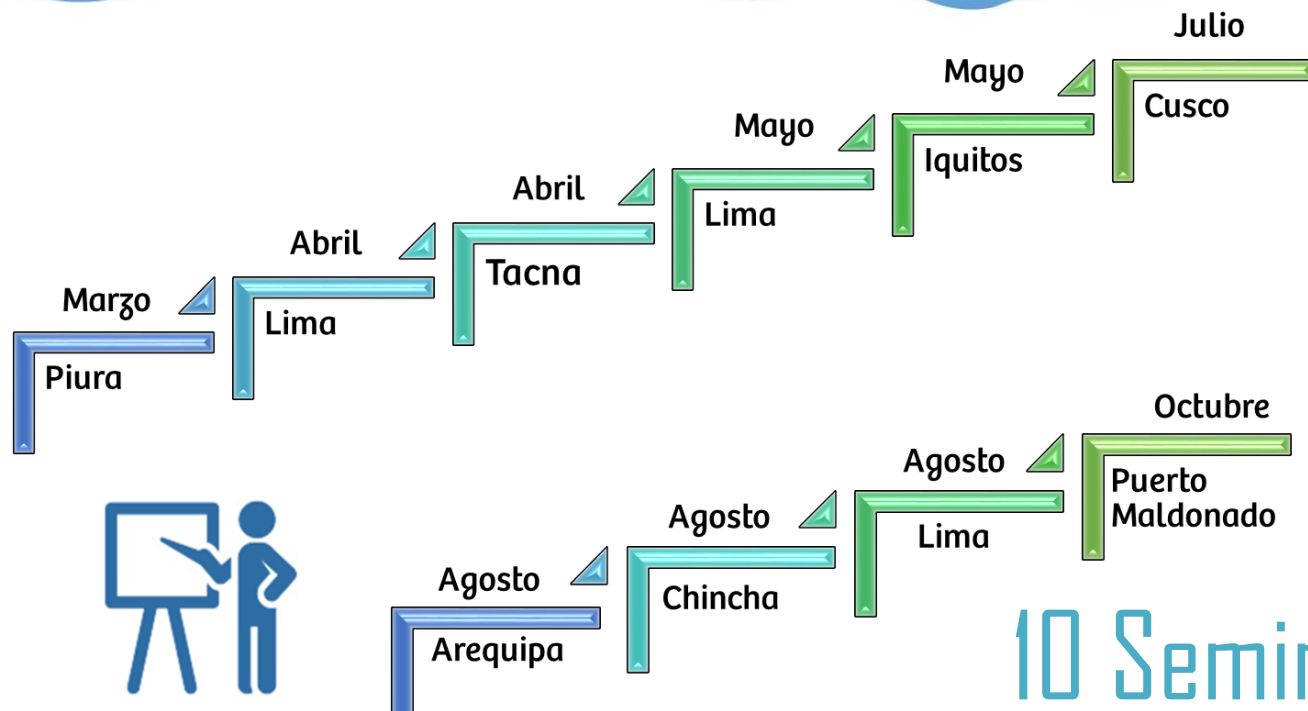 Marzo
Piura
Abril
Lima
Abril
Tacna
Mayo
Lima
Mayo
Iquitos
Julio
Cusco
Agosto
Arequipa
Agosto
Chincha
Agosto
Lima
Octubre
Puerto
Maldonado
10